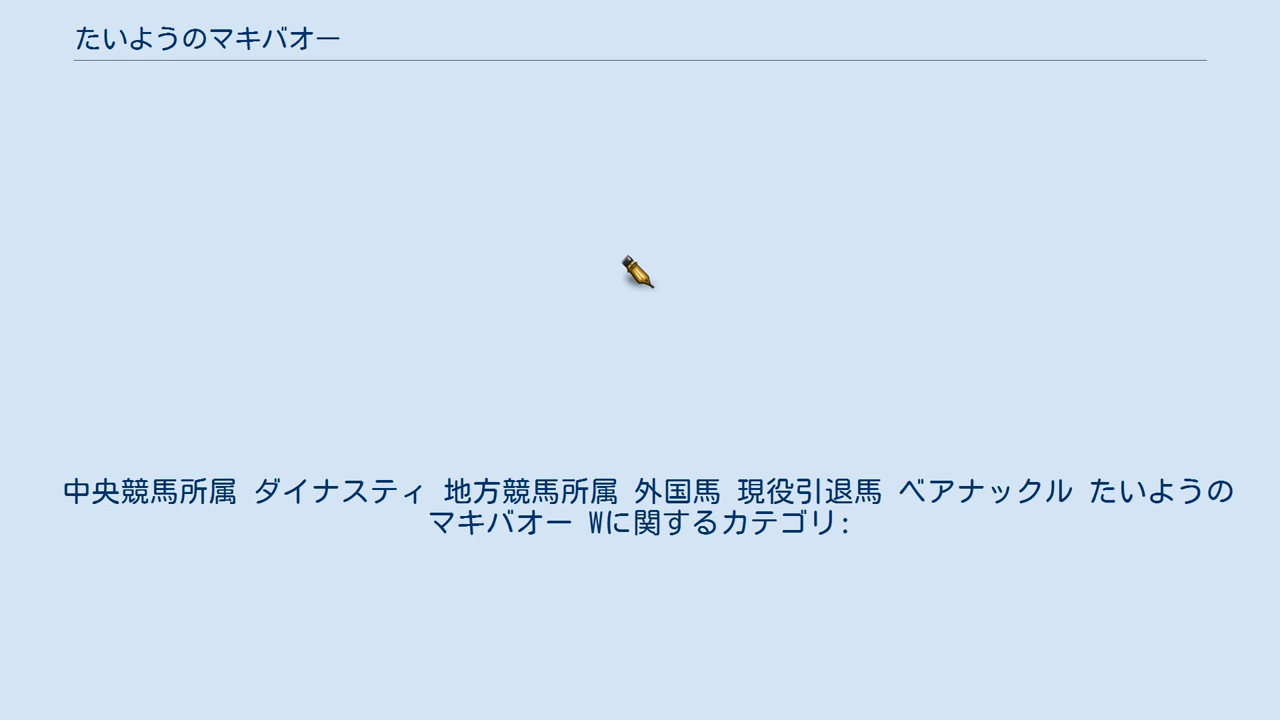 たいようのマキバオー
中央競馬所属 ダイナスティ 地方競馬所属 外国馬 現役引退馬 ベアナックル たいようの
マキバオー Wに関するカテゴリ: